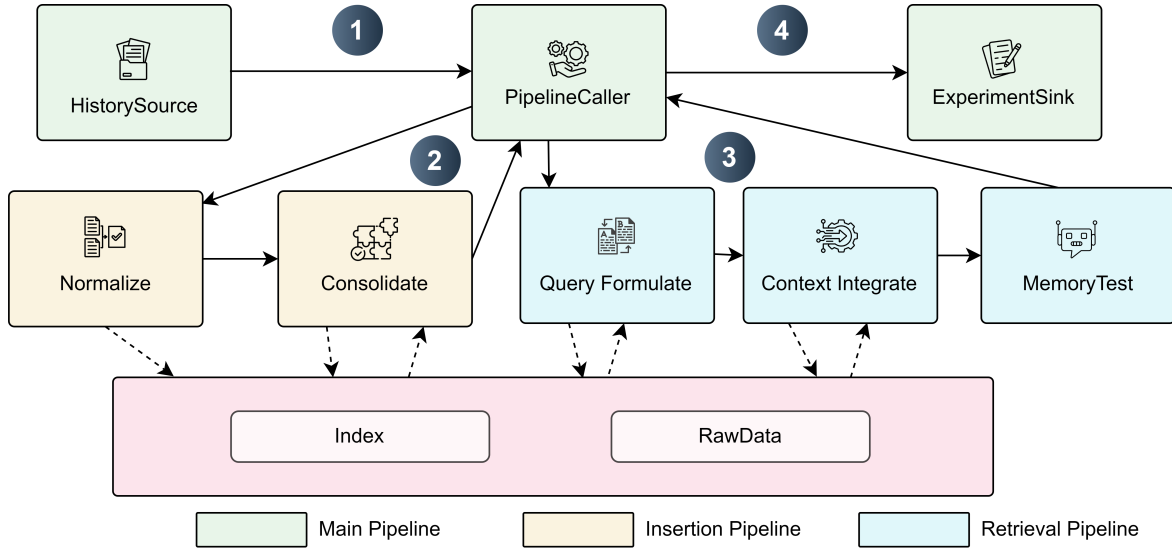 1
4
HistorySource
PipelineCaller
ExperimentSink
2
3
Normalize
Consolidate
A
B
Query Formulate
Context Integrate
MemoryTest
Index
RawData
Main Pipeline
Insertion Pipeline
Retrieval Pipeline